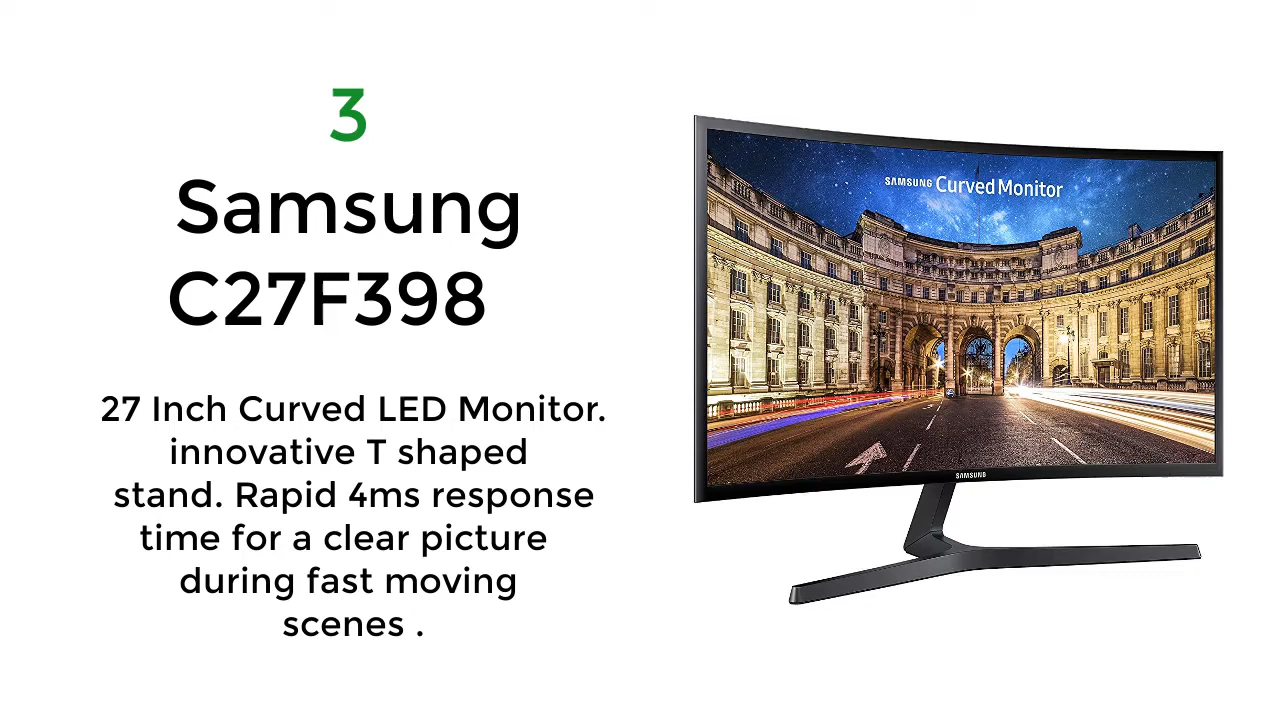 3
Samsung
C27F398
27 Inch Curved LED Monitor.
innovative T shaped
stand. Rapid 4ms response
time for a clear picture
during fast moving
scenes .
SAMSUNG Curved Monitor
SAMSUNG